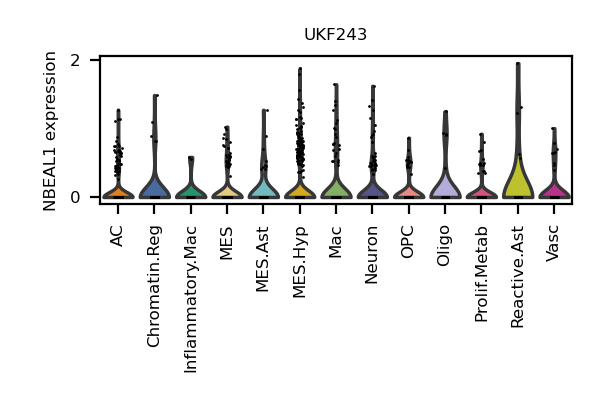 UKF243
NBEAL1 expression
2
0
AC
Chromatin.Reg
Inflammatory.Mac
MES
MES.Ast
MES.Hyp
Mac
Neuron
OPC
Oligo
Prolif.Metab
Reactive.Ast
Vasc